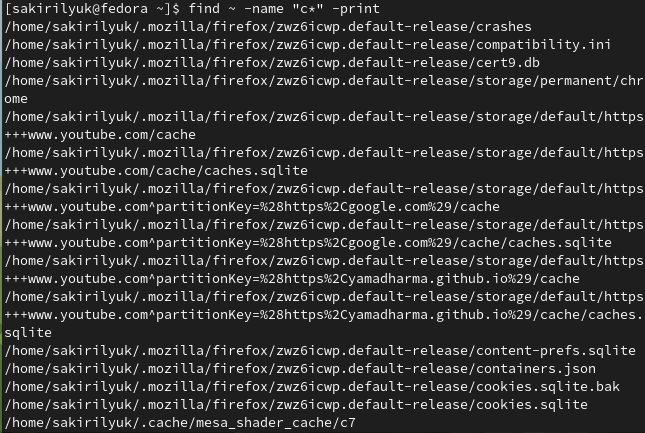 [sakirilyuk@fedora ~]$ find ~ -name "c*" -print
/home/sakirilyuk/.mozilla/firefox/zwz6icwp.default-release/crashes
/home/sakirilyuk/.mozilla/firefox/zwz6icwp.default-release/compatibility.ini
/home/sakirilyuk/.mozilla/firefox/zwz6icwp.default-release/cert9.db
/home/sakirilyuk/.mozilla/firefox/zwz6icwp.default-release/storage/permanent/chr
ome
/home/sakirilyuk/.mozilla/firefox/zwz6icwp.default-release/storage/default/https
+++www.youtube.com/cache
/home/sakirilyuk/.mozilla/firefox/zwz6icwp.default-release/storage/default/https
+++www.youtube.com/cache/caches.sqlite
/home/sakirilyuk/.mozilla/firefox/zwz6icwp.default-release/storage/default/https
+++www.youtube.com^partitionKey=%28https%2Cgoogle.com%29/cache
/home/sakirilyuk/.mozilla/firefox/zwz6icwp.default-release/storage/default/https
+++www.youtube.com^partitionKey=%28https%2Cgoogle.com%29/cache/caches.sqlite
/home/sakirilyuk/.mozilla/firefox/zwz6icwp.default-release/storage/default/https
+++www.youtube.com^partitionKey=%28https%2Cyamadharma.github.io%29/cache
/home/sakirilyuk/.mozilla/firefox/zwz6icwp.default-release/storage/default/https
+++www.youtube.com^partitionKey=%28https%2Cyamadharma.github.io%29/cache/caches.
sqlite
/home/sakirilyuk/.mozilla/firefox/zwz6icwp.default-release/content-prefs.sqlite
/home/sakirilyuk/.mozilla/firefox/zwz6icwp.default-release/containers.json
/home/sakirilyuk/.mozilla/firefox/zwz6icwp.default-release/cookies.sqlite.bak
/home/sakirilyuk/.mozilla/firefox/zwz6icwp.default-release/cookies.sqlite
/home/sakirilyuk/.cache/mesa_shader_cache/c7